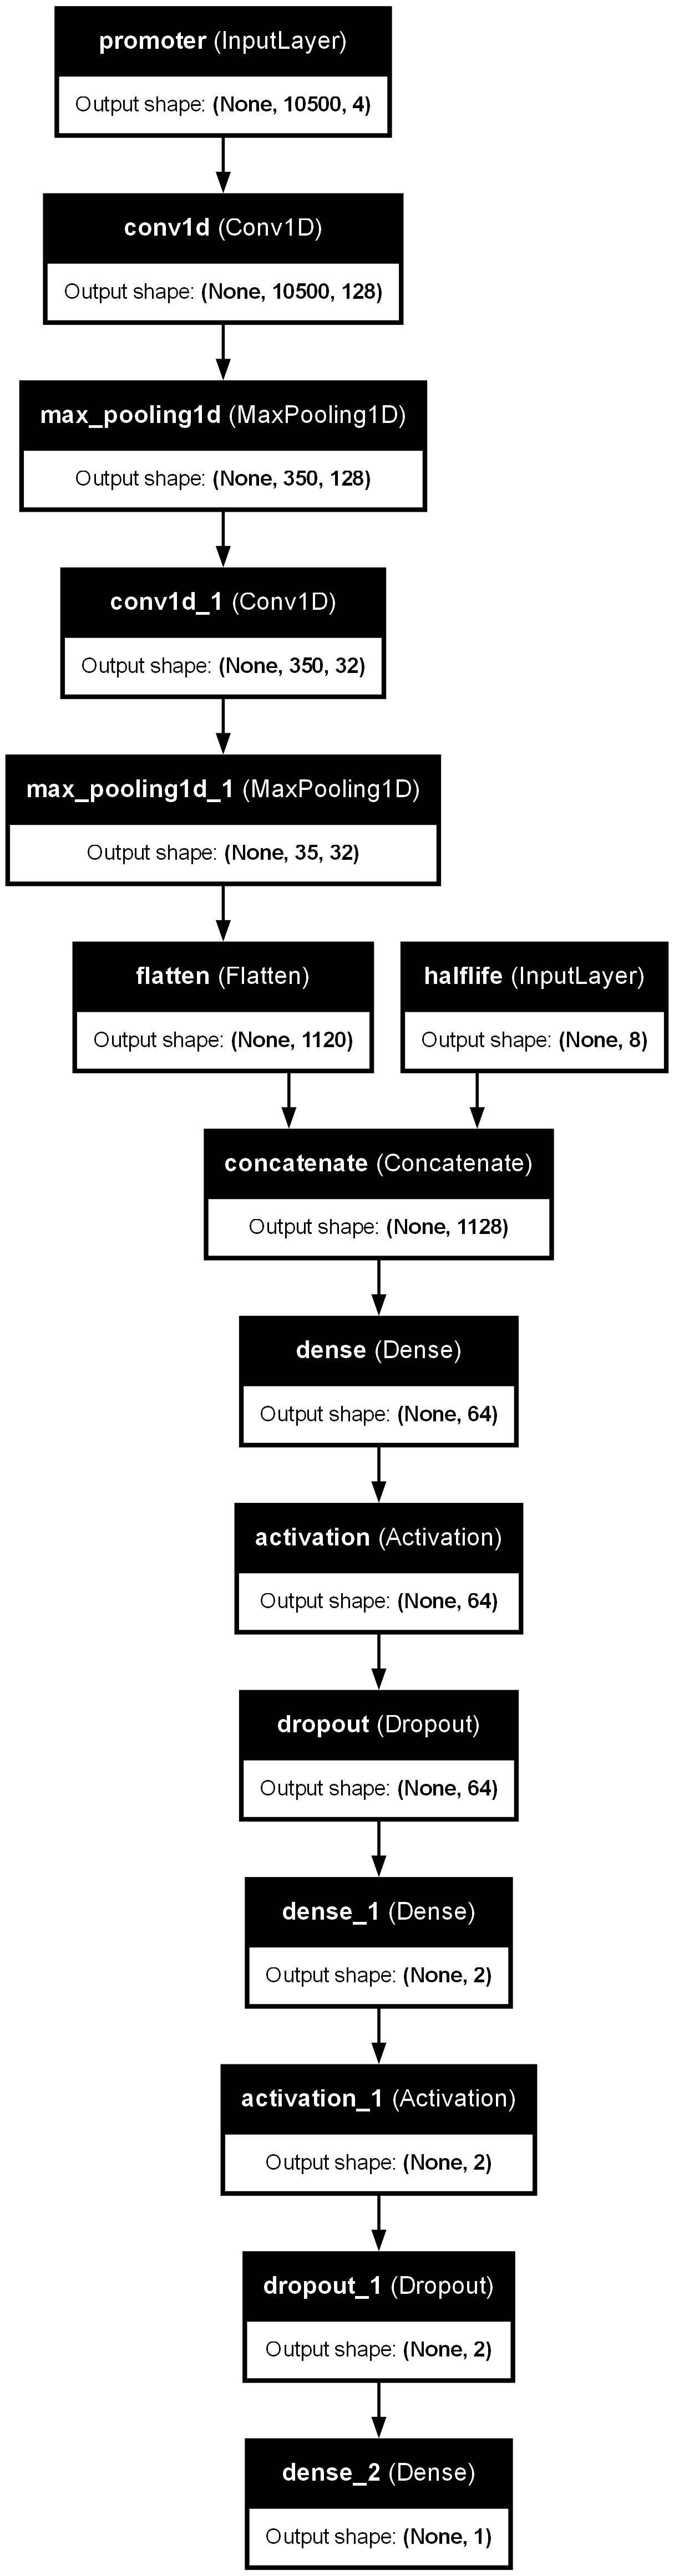 promoter (InputLayer)
Output shape: (None, 10500, 4)
conv1d (Conv1D)
Output shape: (None, 10500, 128)
max_pooling1d (MaxPooling1D)
Output shape: (None, 350, 128)
conv1d_1 (Conv1D)
Output shape: (None, 350, 32)
max_pooling1d_1 (MaxPooling1D)
Output shape: (None, 35, 32)
flatten (Flatten)
Output shape: (None, 1120)
halflife (InputLayer)
Output shape: (None, 8)
concatenate (Concatenate)
Output shape: (None, 1128)
dense (Dense)
Output shape: (None, 64)
activation (Activation)
Output shape: (None, 64)
dropout (Dropout)
Output shape: (None, 64)
dense_1 (Dense)
Output shape: (None, 2)
activation_1 (Activation)
Output shape: (None, 2)
dropout_1 (Dropout)
Output shape: (None, 2)
dense_2 (Dense)
Output shape: (None, 1)